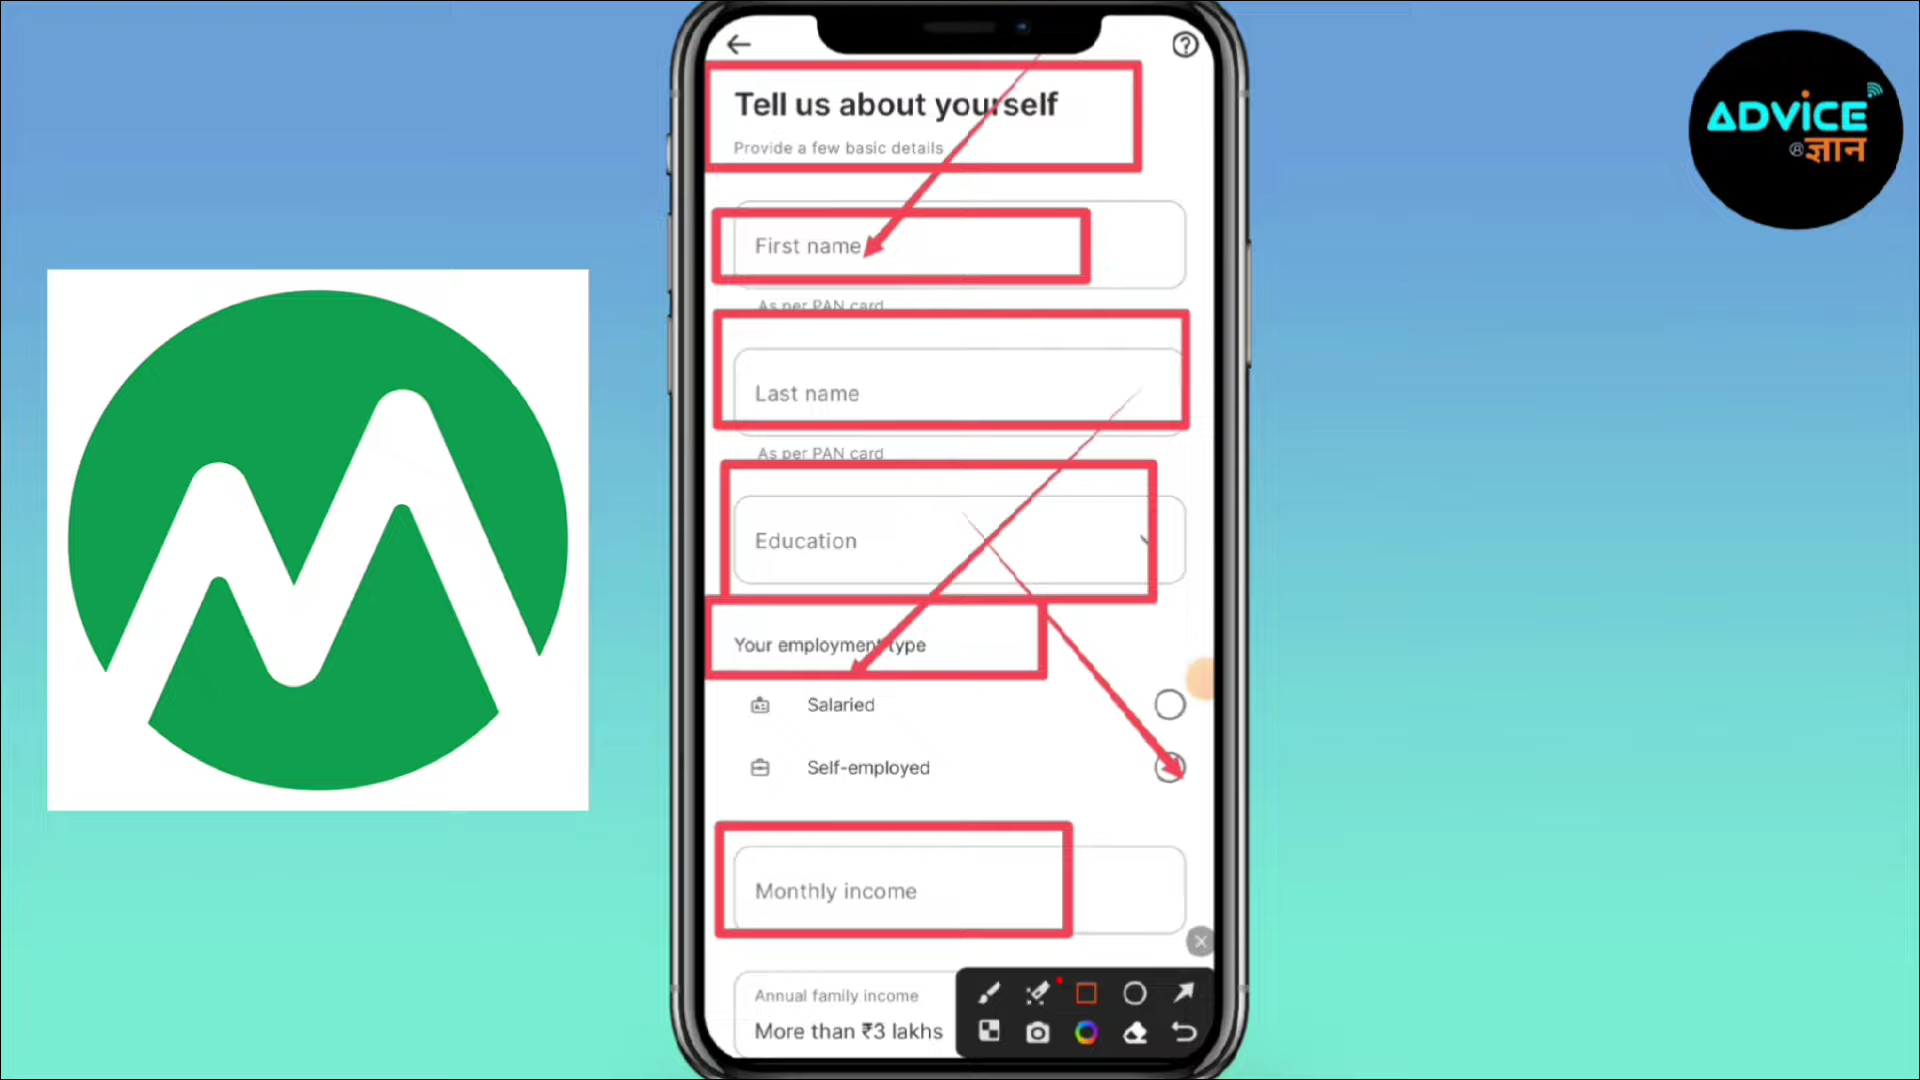 Tell us about yourself
Provide a few basic details
First name
As per PAN card
Last name
As per PAN card
Education
Your employment type
Salaried
Self-employed
Monthly income
Annual family income
More than ₹3 lakhs
ADVICE
ज्ञान